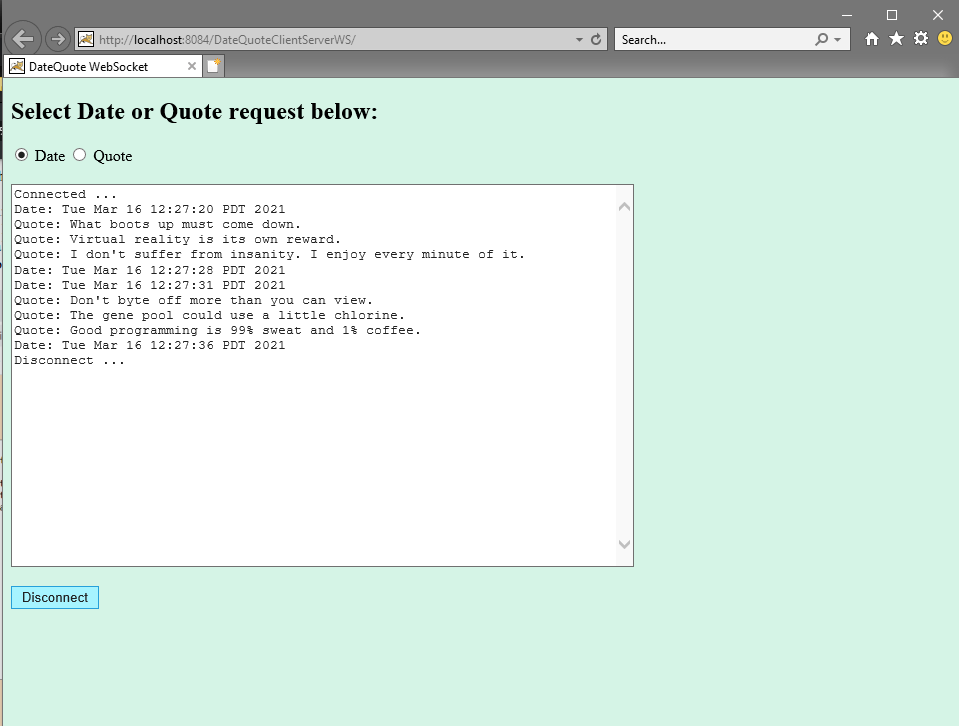 http://localhost:8084/DateQuoteClientServerWS/
Search...
DateQuote WebSocket
Select Date or Quote request below:
Date Quote
Connected ...
Date: Tue Mar 16 12:27:20 PDT 2021
Quote: What boots up must come down.
Quote: Virtual reality is its own reward.
Quote: I don't suffer from insanity. I enjoy every minute of it.
Date: Tue Mar 16 12:27:28 PDT 2021
Date: Tue Mar 16 12:27:31 PDT 2021
Quote: Don't byte off more than you can view.
Quote: The gene pool could use a little chlorine.
Quote: Good programming is 99% sweat and 1% coffee.
Date: Tue Mar 16 12:27:36 PDT 2021
Disconnect ...
Disconnect